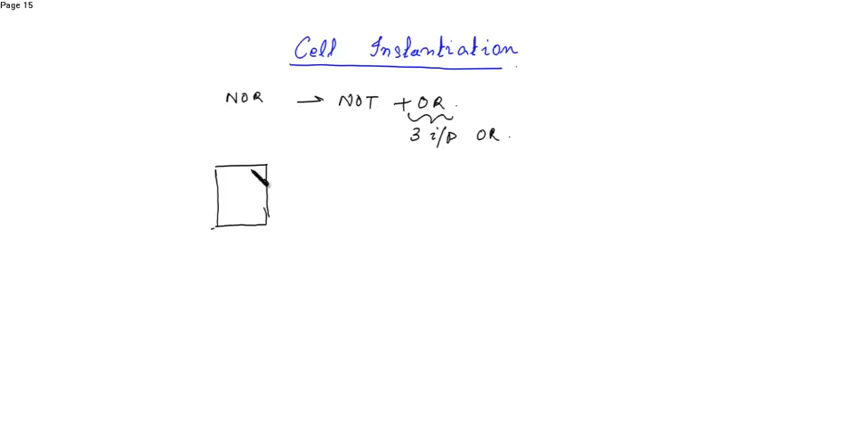 Page 15
Cell Instantiation
NOR → NOT + OR.
3 i/p OR.